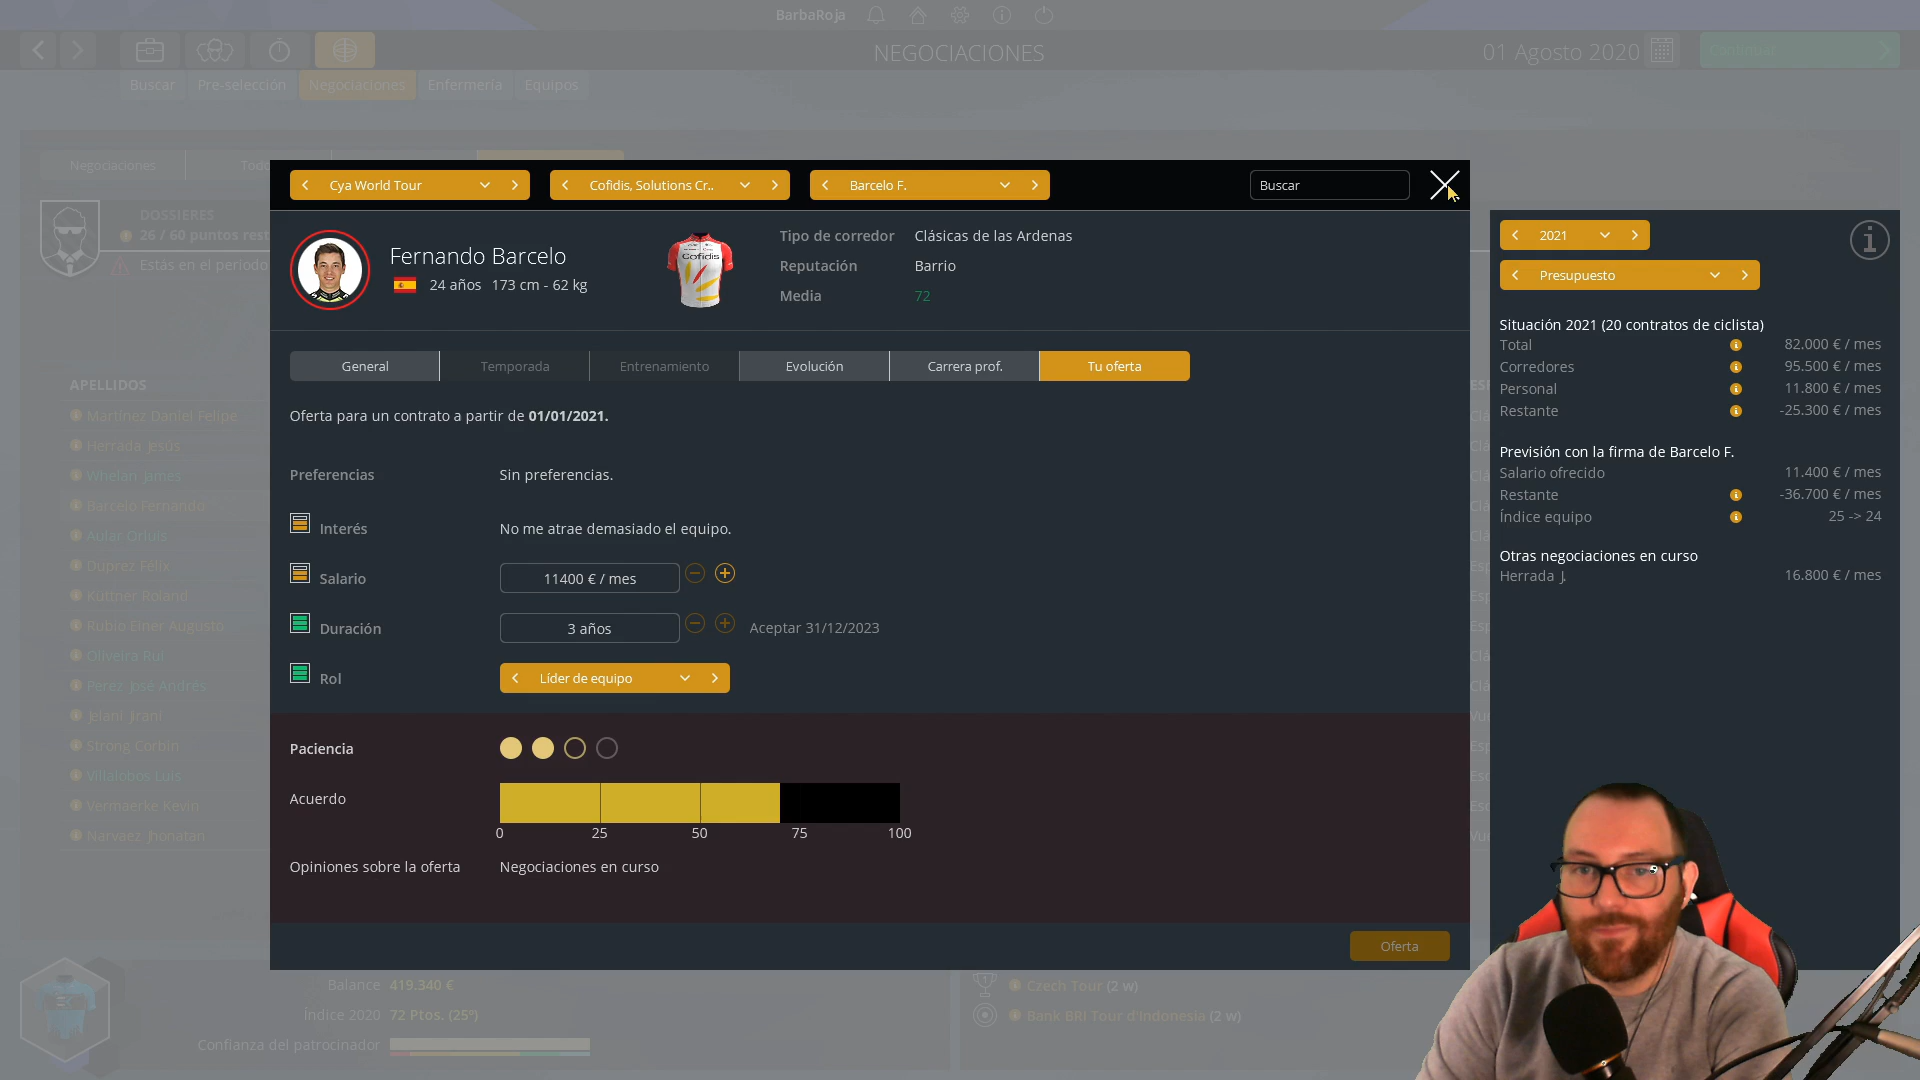 BarbaRoja
NEGOCIACIONES
01 Agosto 2020
Continuar
Buscar
Pre-selección
Negociaciones
Enfermería
Equipos
Negociaciones
Cya World Tour
Cofidis, Solutions Cr..
Barcelo F.
Buscar
DOSSIERES
26 / 60 puntos rest
Estás en el periodo
Fernando Barcelo
24 años 173 cm - 62 kg
Cofidis
Tipo de corredor Clásicas de las Ardenas
Reputación Barrio
Media 72
General
Temporada
Entrenamiento
Evolución
Carrera prof.
Tu oferta
Oferta para un contrato a partir de 01/01/2021.
Preferencias Sin preferencias.
Interés No me atrae demasiado el equipo.
Salario 11400 € / mes
Duración 3 años Aceptar 31/12/2023
Rol Líder de equipo
Paciencia
Acuerdo
0 25 50 75 100
Opiniones sobre la oferta Negociaciones en curso
Oferta
2021
Presupuesto
Situación 2021 (20 contratos de ciclista)
Total 82.000 € / mes
Corredores 95.500 € / mes
Personal 11.800 € / mes
Restante -25.300 € / mes
Previsión con la firma de Barcelo F.
Salario ofrecido 11.400 € / mes
Restante -36.700 € / mes
Índice equipo 25 -> 24
Otras negociaciones en curso
Herrada J. 16.800 € / mes
APELLIDOS
Martinez Daniel Felipe
Herrada Jesús
Whelan James
Barcelo Fernando
Aular Orluis
Duprez Felix
Küttner Roland
Rubio Einer Augusto
Oliveira Rui
Perez José Andrés
Jelani Jirani
Strong Corbin
Villalobos Luis
Vermaerke Kevin
Narvaez Jhonatan
Balance 419.340 €
Índice 2020 72 Ptos. (25º)
Confianza del patrocinador
Czech Tour (2 w)
Bank BRI Tour d'Indonesia (2 w)